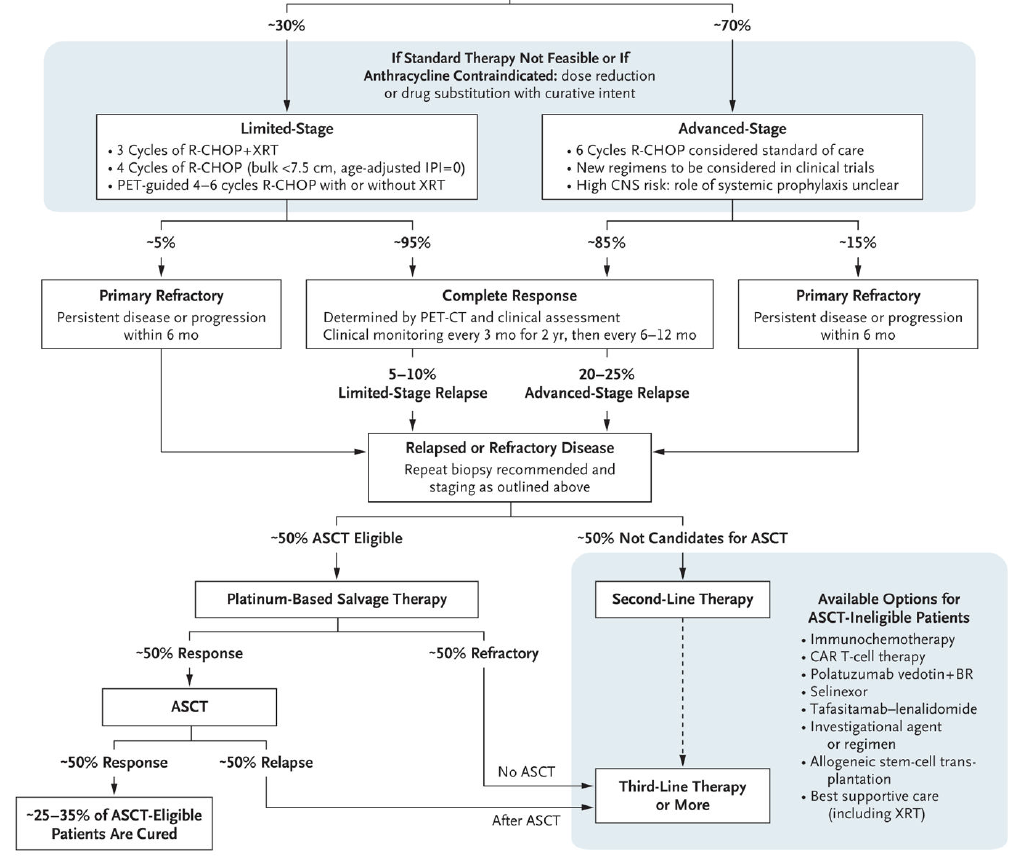 ~30%
~70%
If Standard Therapy Not Feasible or If
Anthracycline Contraindicated: dose reduction
or drug substitution with curative intent
Limited-Stage
• 3 Cycles of R-CHOP+XRT
• 4 Cycles of R-CHOP (bulk <7.5 cm, age-adjusted IPI=0)
• PET-guided 4–6 cycles R-CHOP with or without XRT
Advanced-Stage
• 6 Cycles R-CHOP considered standard of care
• New regimens to be considered in clinical trials
• High CNS risk: role of systemic prophylaxis unclear
~5%
~95%
~85%
~15%
Primary Refractory
Persistent disease or progression
within 6 mo
Complete Response
Determined by PET-CT and clinical assessment
Clinical monitoring every 3 mo for 2 yr, then every 6–12 mo
Primary Refractory
Persistent disease or progression
within 6 mo
5–10%
Limited-Stage Relapse
20–25%
Advanced-Stage Relapse
Relapsed or Refractory Disease
Repeat biopsy recommended and
staging as outlined above
~50% ASCT Eligible
~50% Not Candidates for ASCT
Platinum-Based Salvage Therapy
Second-Line Therapy
Available Options for
ASCT-Ineligible Patients
• Immunochemotherapy
• CAR T-cell therapy
• Polatuzumab vedotin+BR
• Selinexor
• Tafasitamab–lenalidomide
• Investigational agent
or regimen
• Allogeneic stem-cell trans-
plantation
• Best supportive care
(including XRT)
~50% Response
~50% Refractory
ASCT
~50% Response
~50% Relapse
No ASCT
After ASCT
Third-Line Therapy
or More
~25–35% of ASCT-Eligible
Patients Are Cured